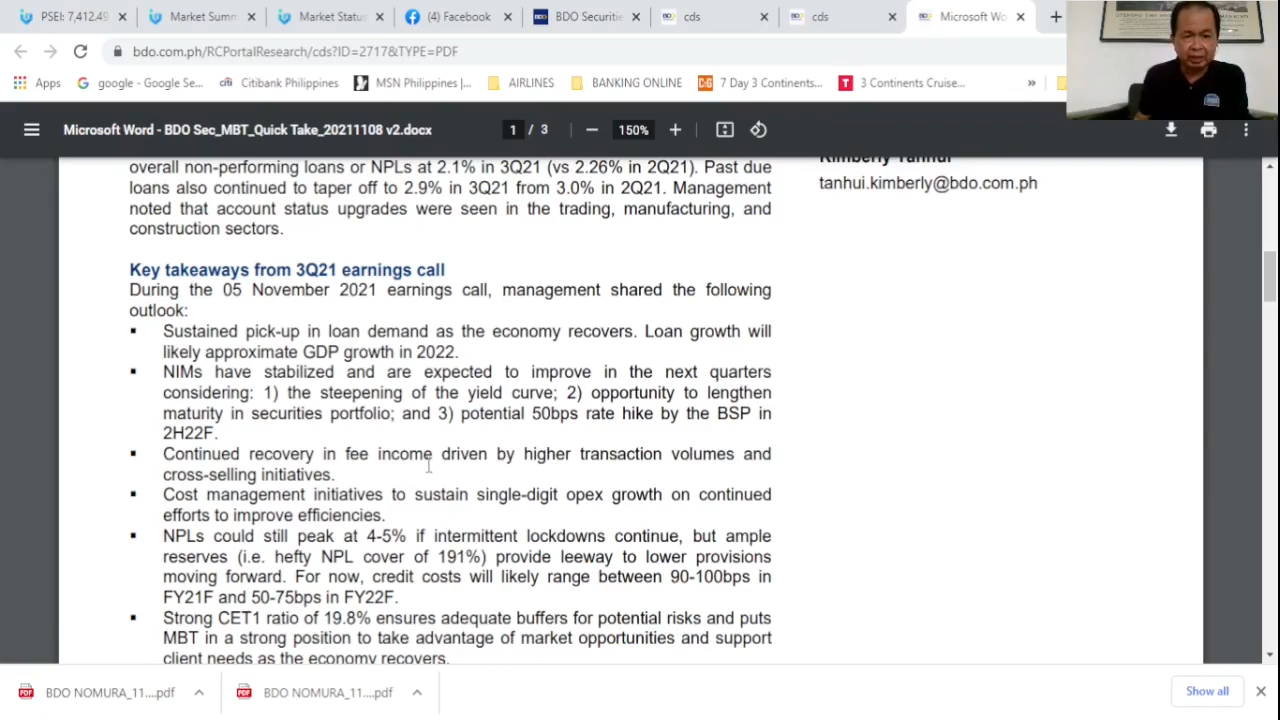 PSEI: 7,412.49
Market Summ
Market Status
(4) Facebook
BDO Securitie
cds
cds
Microsoft Wo
bdo.com.ph/RCPortalResearch/cds?ID=2717&TYPE=PDF
Apps
google - Google Se...
Citibank Philippines
MSN Philippines |...
AIRLINES
BANKING ONLINE
7 Day 3 Continents...
3 Continents Cruise...
»
Microsoft Word - BDO Sec_MBT_Quick Take_20211108 v2.docx
1 / 3
150%
overall non-performing loans or NPLs at 2.1% in 3Q21 (vs 2.26% in 2Q21). Past due
loans also continued to taper off to 2.9% in 3Q21 from 3.0% in 2Q21. Management
noted that account status upgrades were seen in the trading, manufacturing, and
construction sectors.
Kimberly Tanhui
tanhui.kimberly@bdo.com.ph
Key takeaways from 3Q21 earnings call
During the 05 November 2021 earnings call, management shared the following
outlook:
▪ Sustained pick-up in loan demand as the economy recovers. Loan growth will
likely approximate GDP growth in 2022.
▪ NIMs have stabilized and are expected to improve in the next quarters
considering: 1) the steepening of the yield curve; 2) opportunity to lengthen
maturity in securities portfolio; and 3) potential 50bps rate hike by the BSP in
2H22F.
▪ Continued recovery in fee income driven by higher transaction volumes and
cross-selling initiatives.
▪ Cost management initiatives to sustain single-digit opex growth on continued
efforts to improve efficiencies.
▪ NPLs could still peak at 4-5% if intermittent lockdowns continue, but ample
reserves (i.e. hefty NPL cover of 191%) provide leeway to lower provisions
moving forward. For now, credit costs will likely range between 90-100bps in
FY21F and 50-75bps in FY22F.
▪ Strong CET1 ratio of 19.8% ensures adequate buffers for potential risks and puts
MBT in a strong position to take advantage of market opportunities and support
client needs as the economy recovers.
BDO NOMURA_11....pdf
BDO NOMURA_11....pdf
Show all